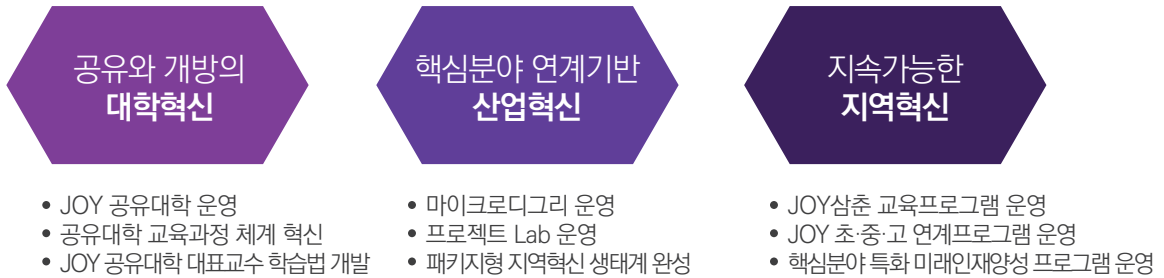 공유와 개방의
대학혁신
• JOY 공유대학 운영
• 공유대학 교육과정 체계 혁신
• JOY 공유대학 대표교수 학습법 개발
핵심분야 연계기반
산업혁신
• 마이크로디그리 운영
• 프로젝트 Lab 운영
• 패키지형 지역혁신 생태계 완성
지속가능한
지역혁신
• JOY삼춘 교육프로그램 운영
• JOY 초·중·고 연계프로그램 운영
• 핵심분야 특화 미래인재양성 프로그램 운영